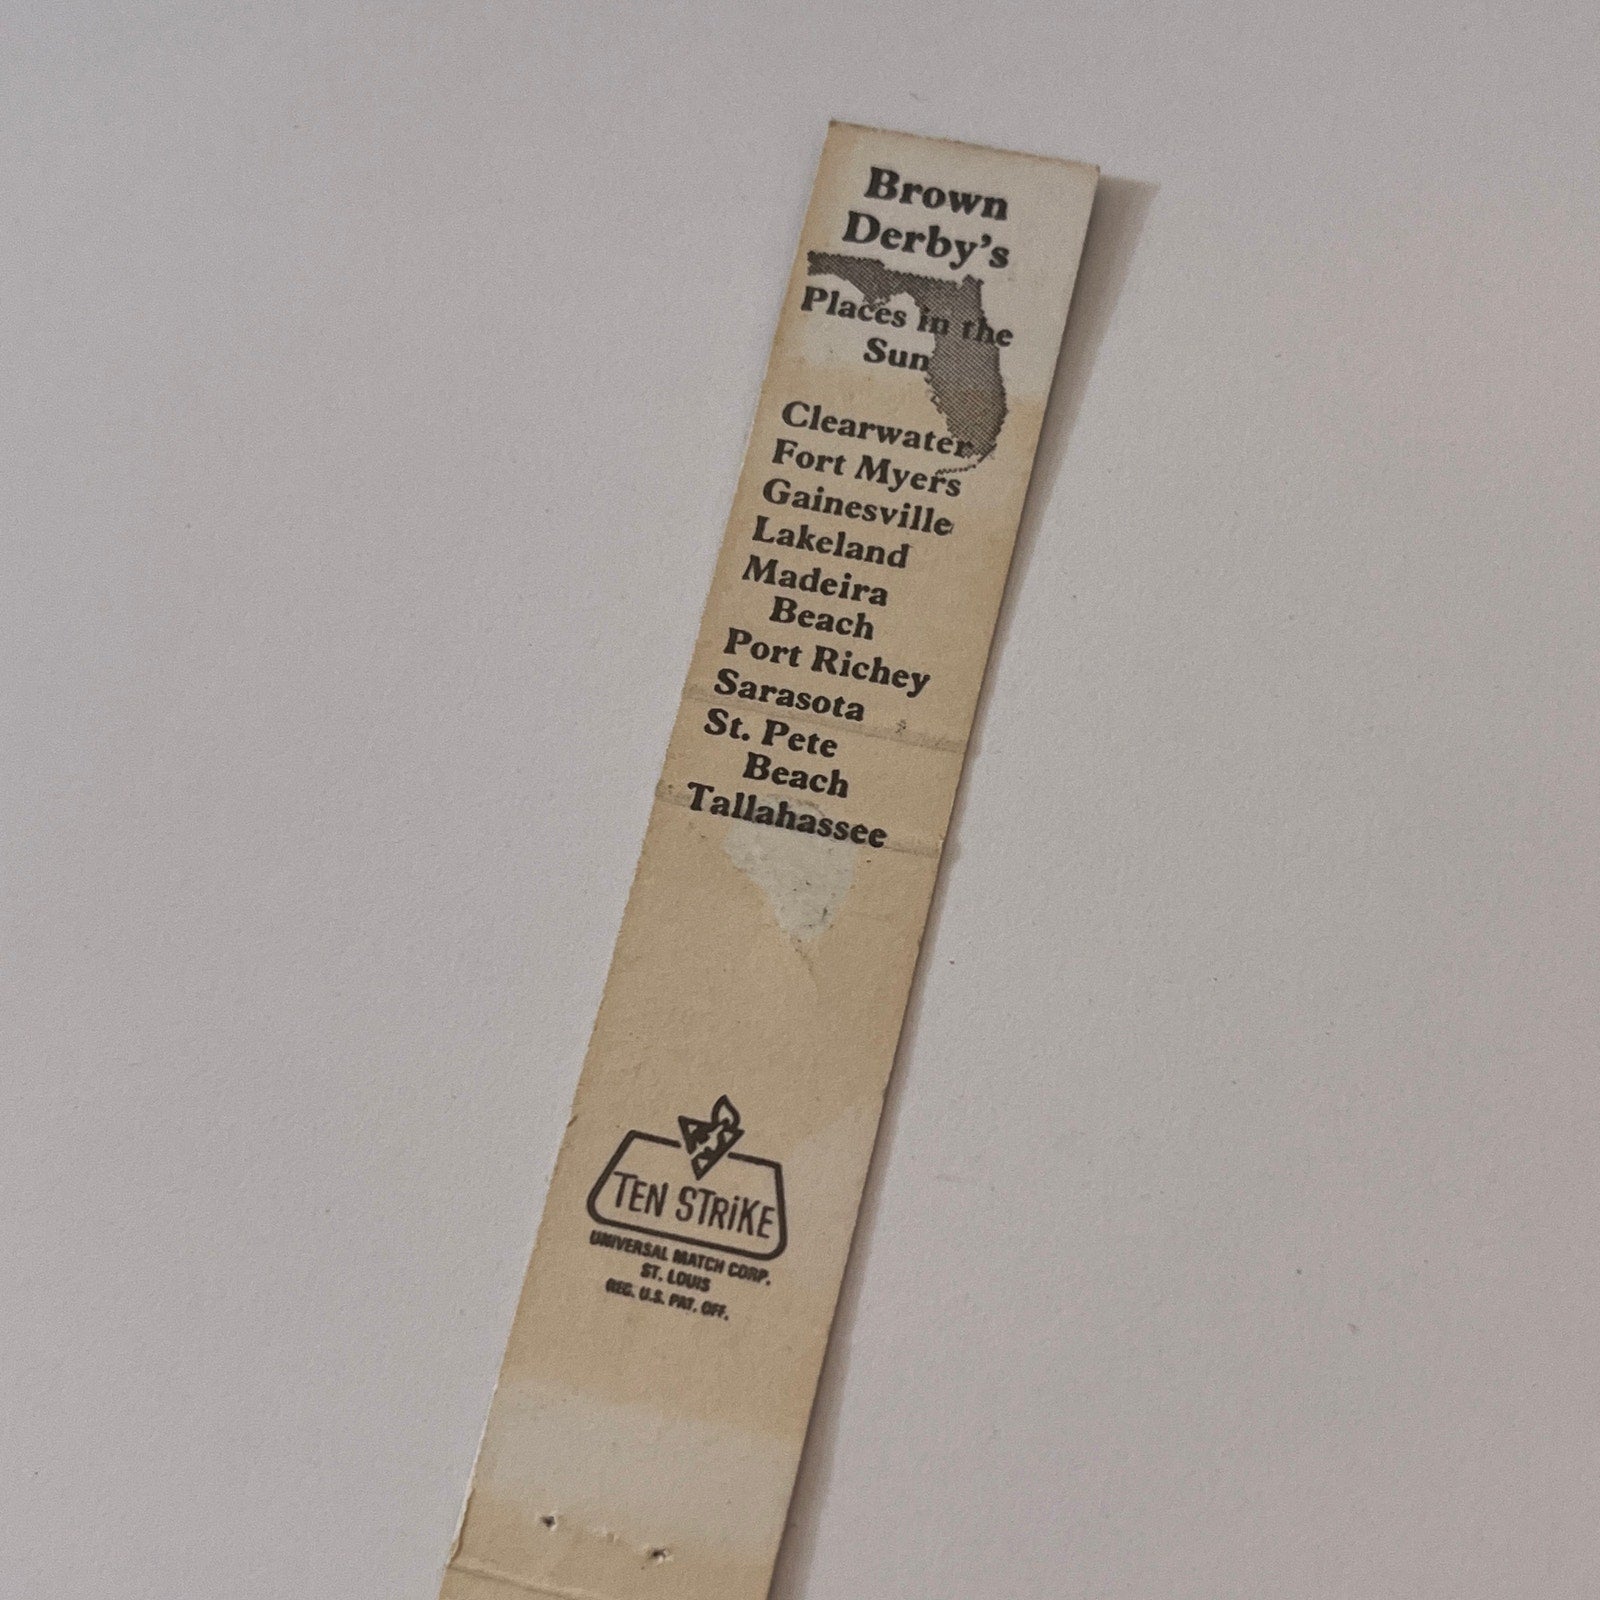 Brown
Derby's
Places in the
Sun
Clearwater
Fort Myers
Gainesville
Lakeland
Madeira
Beach
Port Richey
Sarasota
St. Pete
Beach
Tallahassee
TEN STRiKE
UNIVERSAL MATCH CORP.
ST. LOUIS
REG. U.S. PAT. OFF.